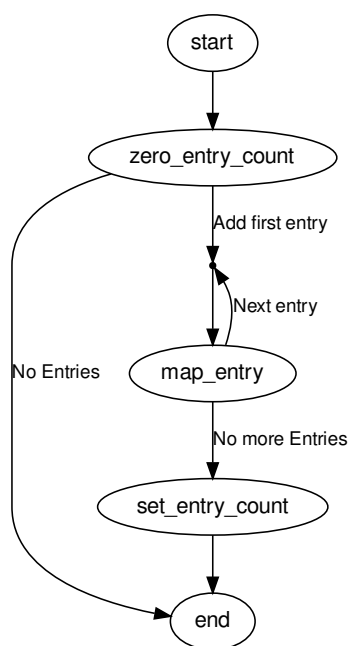 start
zero_entry_count
Add first entry
Next entry
No Entries
map_entry
No more Entries
set_entry_count
end